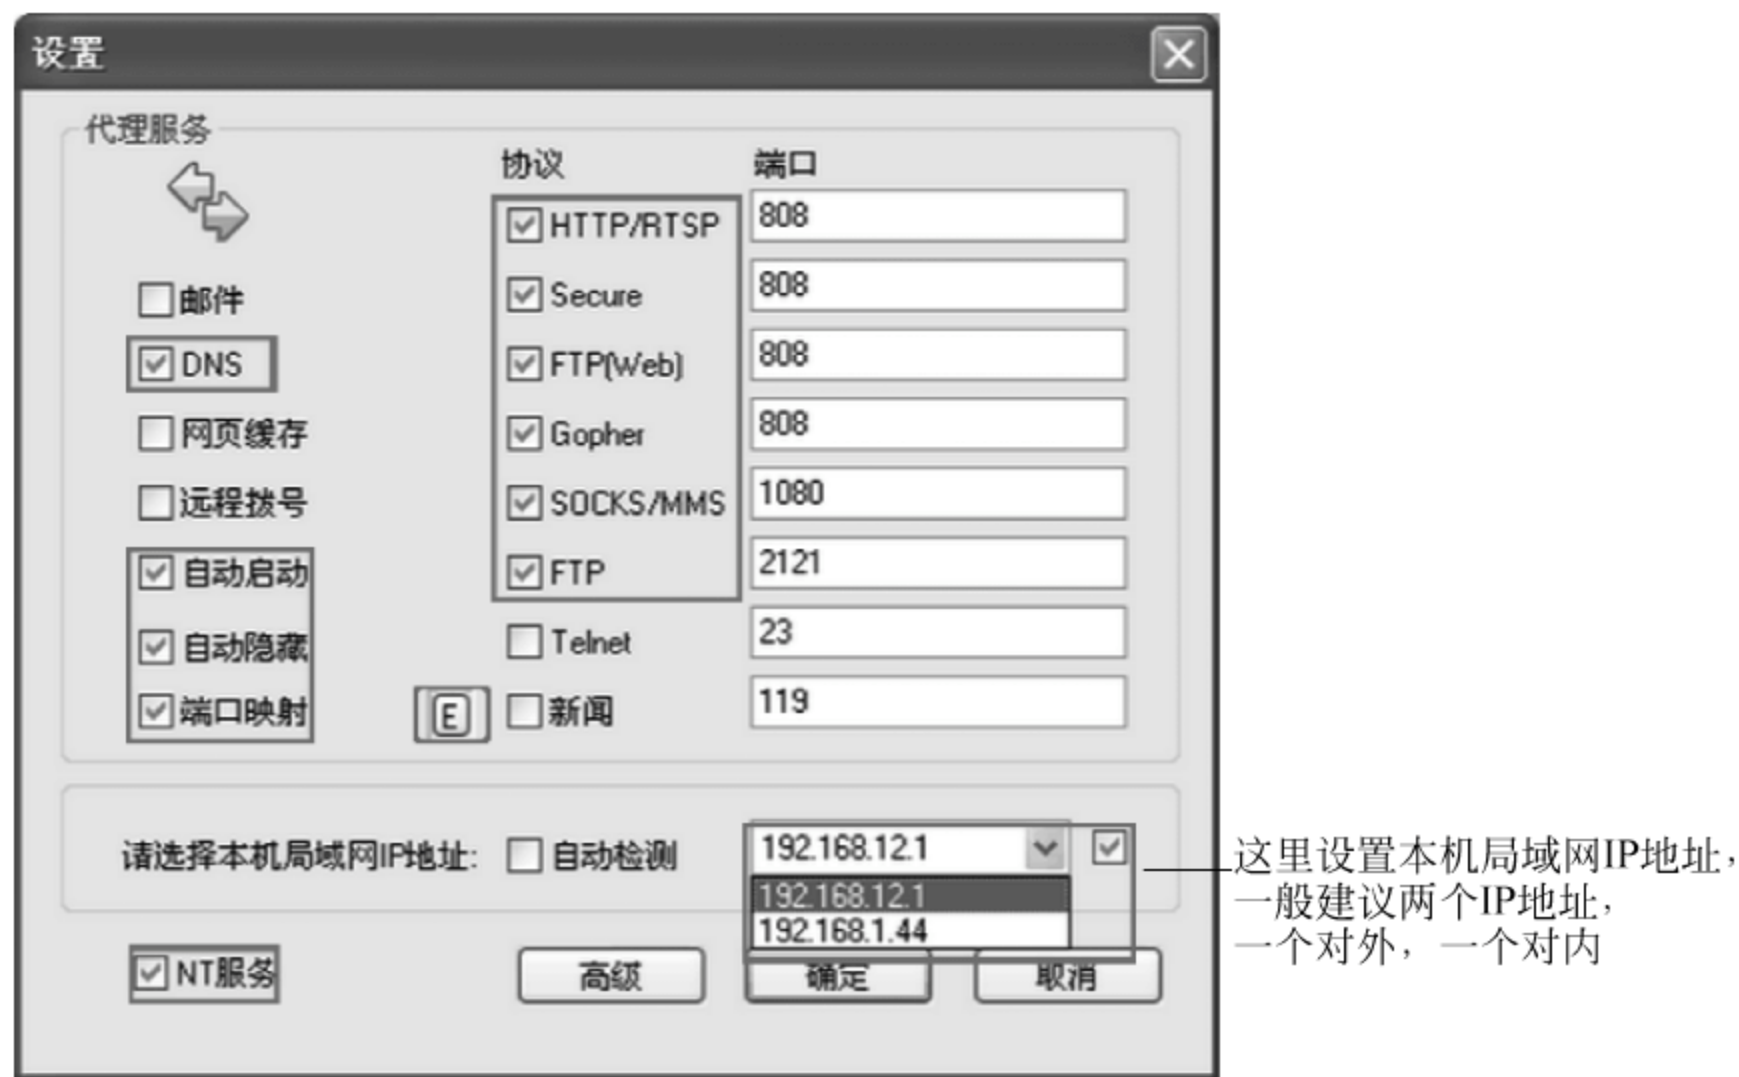 设置
代理服务
协议 端口
HTTP/RTSP 808
Secure 808
邮件
FTP(Web) 808
DNS
Gopher 808
网页缓存
SOCKS/MMS 1080
远程拨号
FTP 2121
自动启动
Telnet 23
自动隐藏
端口映射 E 新闻 119
请选择本机局域网IP地址: 自动检测 192.168.12.1
192.168.12.1
192.168.1.44
这里设置本机局域网IP地址，
一般建议两个IP地址，
一个对外，一个对内
NT服务 高级 确定 取消